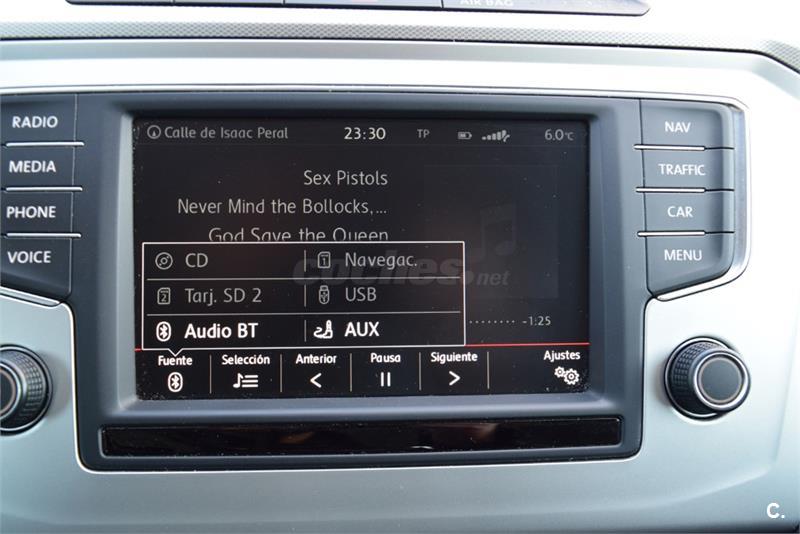 AIR BAG
RADIO
MEDIA
PHONE
VOICE
Calle de Isaac Peral 23:30 TP 6.0°C
Sex Pistols
Never Mind the Bollocks,...
God Save the Queen
CD 1 Navegac.
2 Tarj. SD 2 USB
Audio BT AUX
-1:25
Fuente Selección Anterior Pausa Siguiente Ajustes
NAV
TRAFFIC
CAR
MENU
coches.net
C.